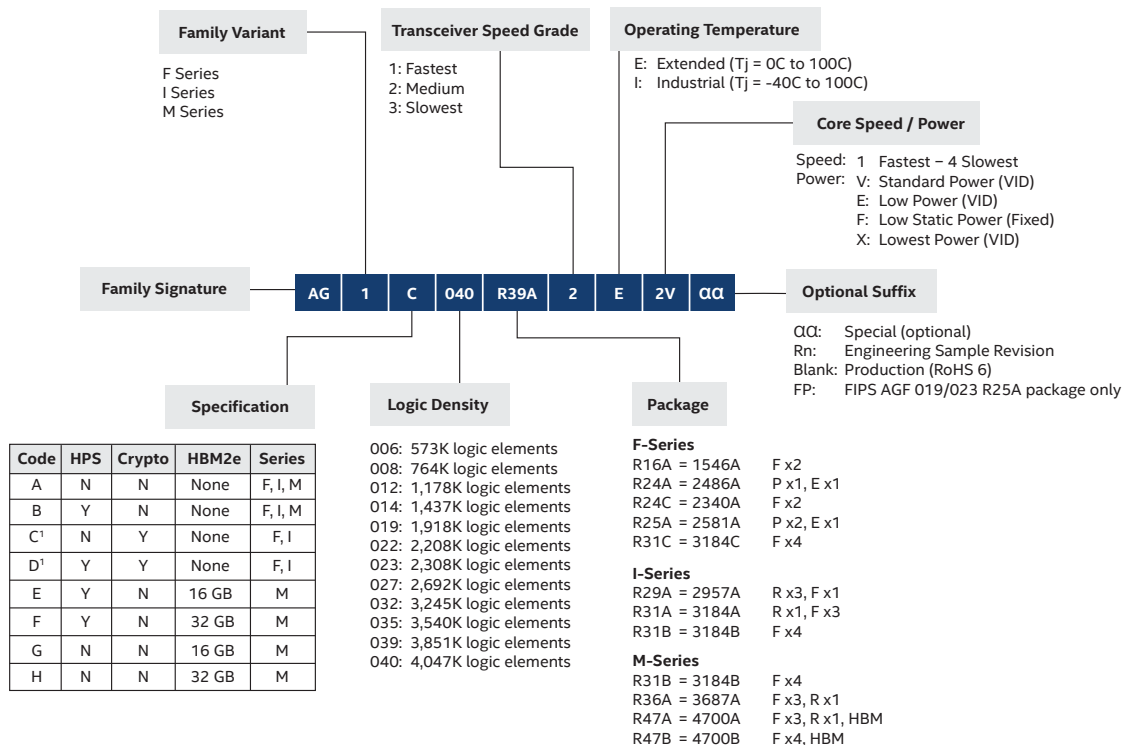 Family Variant
F Series
I Series
M Series
Transceiver Speed Grade
1: Fastest
2: Medium
3: Slowest
Operating Temperature
E: Extended (Tj = 0C to 100C)
I: Industrial (Tj = -40C to 100C)
Core Speed / Power
Speed: 1 Fastest – 4 Slowest
Power: V: Standard Power (VID)
E: Low Power (VID)
F: Low Static Power (Fixed)
X: Lowest Power (VID)
Family Signature
AG 1 C 040 R39A 2 E 2V αα
Optional Suffix
αα: Special (optional)
Rn: Engineering Sample Revision
Blank: Production (RoHS 6)
FP: FIPS AGF 019/023 R25A package only
Specification
Code HPS Crypto HBM2e Series
A N N None F, I, M
B Y N None F, I, M
C¹ N Y None F, I
D¹ Y Y None F, I
E Y N 16 GB M
F Y N 32 GB M
G N N 16 GB M
H N N 32 GB M
Logic Density
006: 573K logic elements
008: 764K logic elements
012: 1,178K logic elements
014: 1,437K logic elements
019: 1,918K logic elements
022: 2,208K logic elements
023: 2,308K logic elements
027: 2,692K logic elements
032: 3,245K logic elements
035: 3,540K logic elements
039: 3,851K logic elements
040: 4,047K logic elements
Package
F-Series
R16A = 1546A F x2
R24A = 2486A P x1, E x1
R24C = 2340A F x2
R25A = 2581A P x2, E x1
R31C = 3184C F x4
I-Series
R29A = 2957A R x3, F x1
R31A = 3184A R x1, F x3
R31B = 3184B F x4
M-Series
R31B = 3184B F x4
R36A = 3687A F x3, R x1
R47A = 4700A F x3, R x1, HBM
R47B = 4700B F x4, HBM